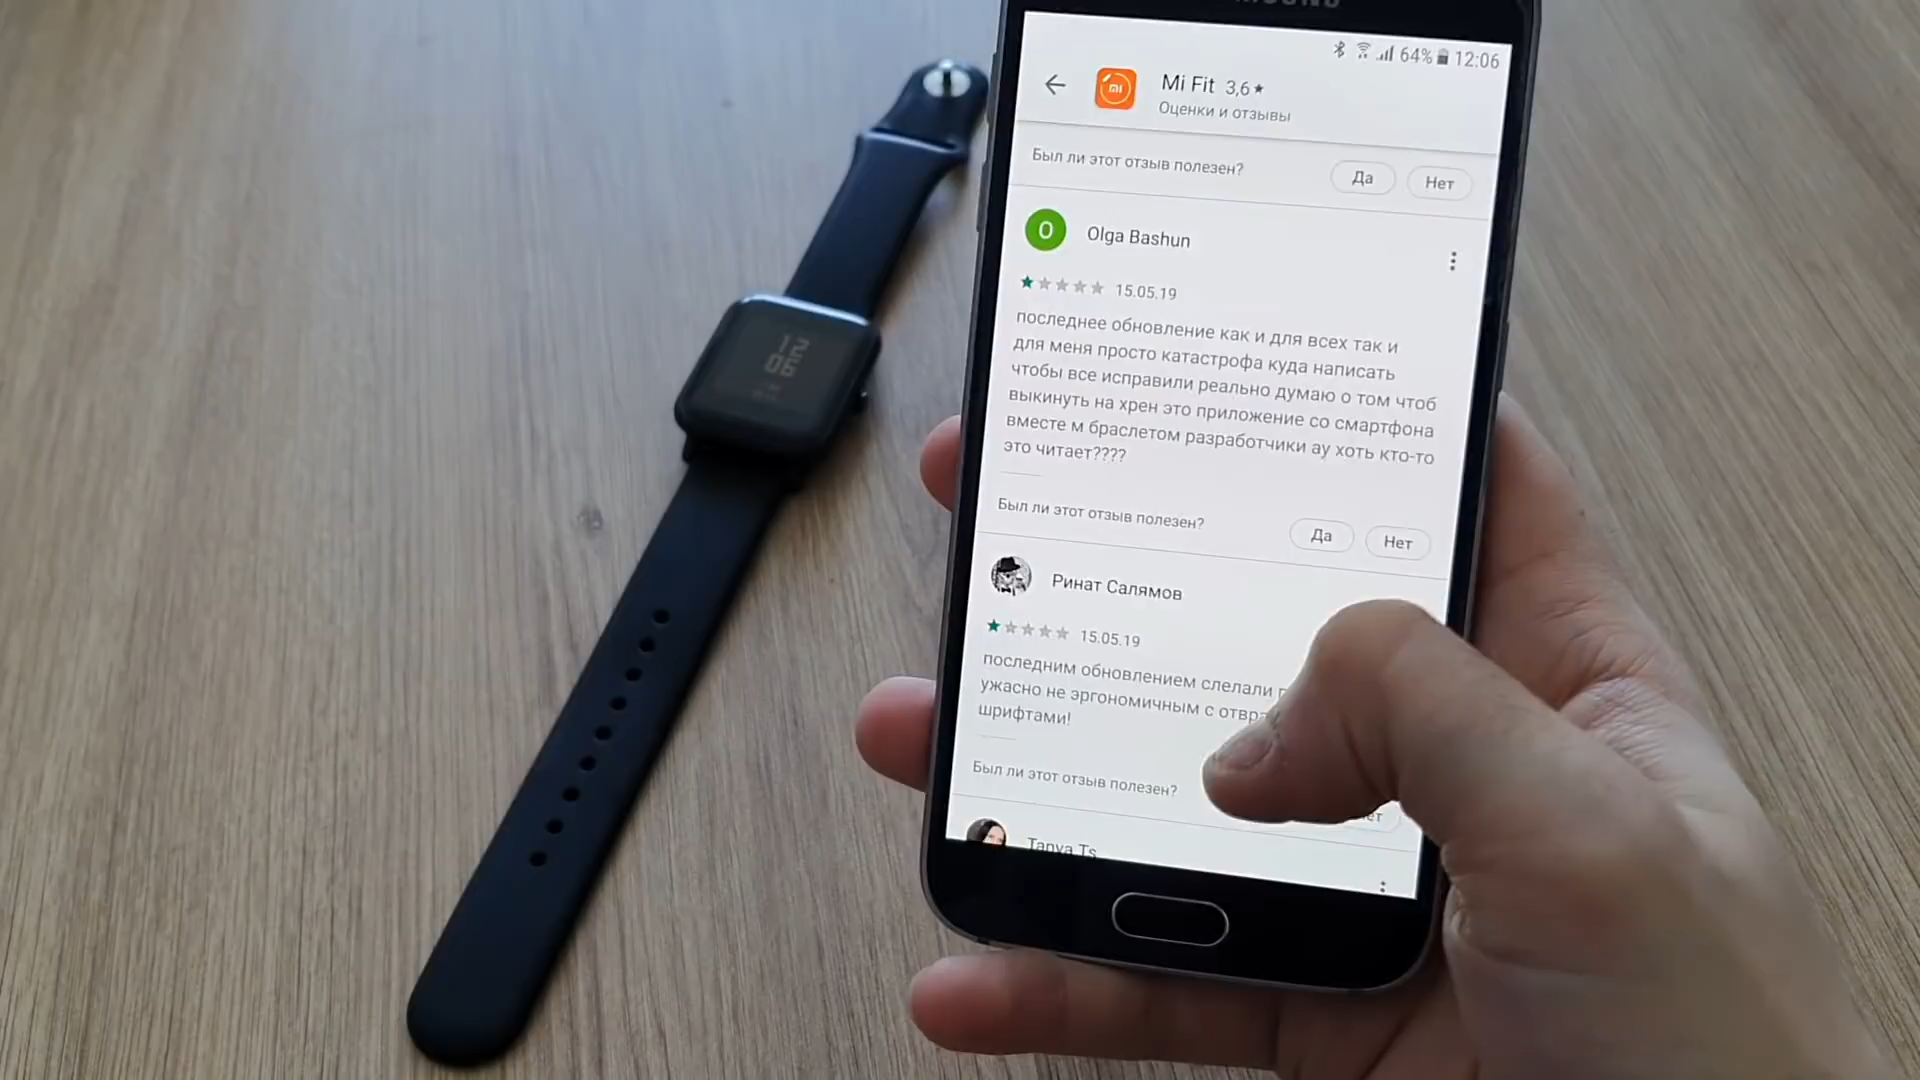 SAMSUNG
64% 12:06
mi
Mi Fit 3,6★
Оценки и отзывы
Был ли этот отзыв полезен? Да Нет
O Olga Bashun
15.05.19
последнее обновление как и для всех так и
для меня просто катастрофа куда написать
чтобы все исправили реально думаю о том чтоб
выкинуть на хрен это приложение со смартфона
вместе м браслетом разработчики ау хоть кто-то
это читает????
Был ли этот отзыв полезен? Да Нет
Ринат Салямов
15.05.19
последним обновлением слелали
ужасно не эргономичным с
шрифтами!
Был ли этот отзыв полезен?
Tanya Ts